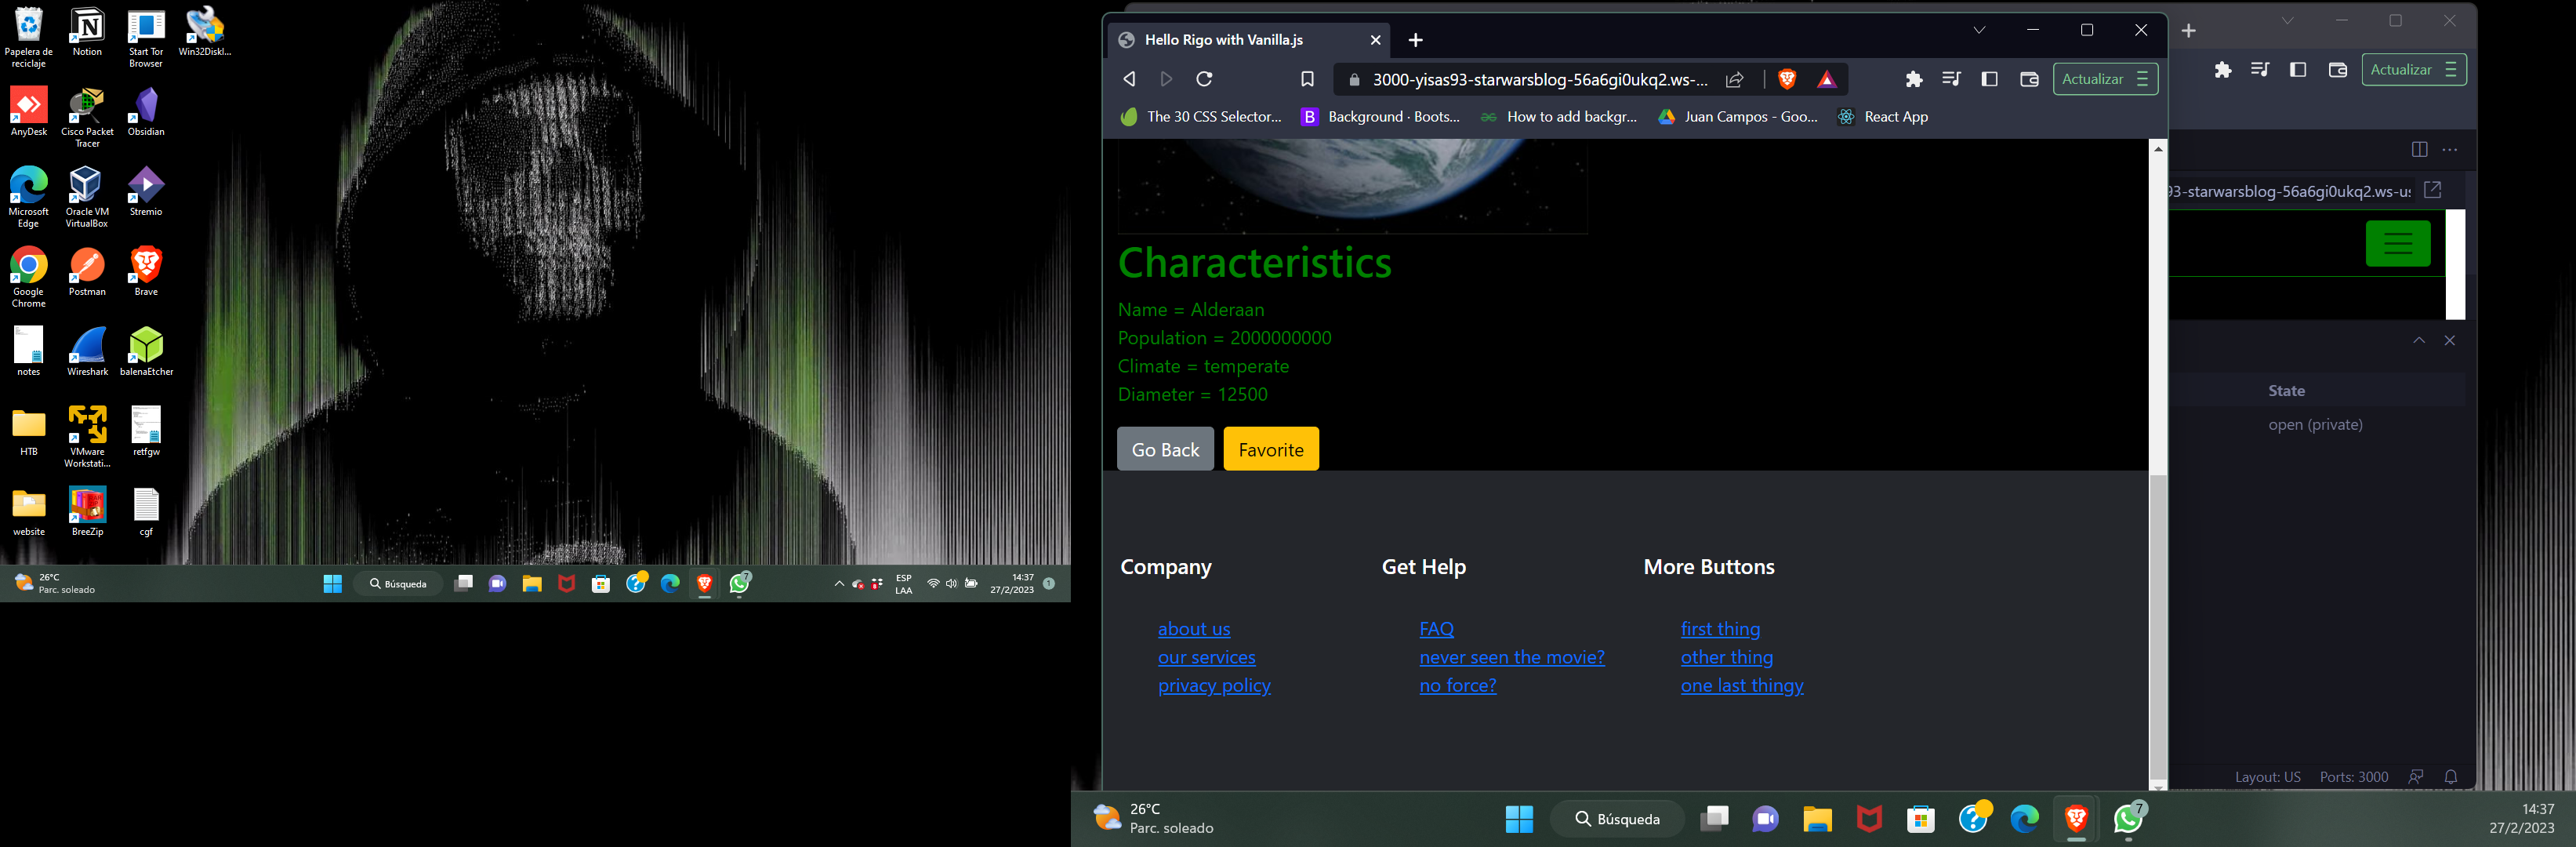 Papelera de
reciclaje
Notion
Start Tor
Browser
Win32DiskI...
AnyDesk
Cisco Packet
Tracer
Obsidian
Microsoft
Edge
Oracle VM
VirtualBox
Stremio
Google
Chrome
Postman
Brave
notes
Wireshark
balenaEtcher
HTB
VMware
Workstati...
retfgw
website
BreeZip
cgf
26°C
Parc. soleado
Búsqueda
7
ESP
LAA
14:37
27/2/2023
1
Hello Rigo with Vanilla.js
3000-yisas93-starwarsblog-56a6gi0ukq2.ws-...
Actualizar
The 30 CSS Selector...
B
Background · Boots...
How to add backgr...
Juan Campos - Goo...
React App
Characteristics
Name = Alderaan
Population = 2000000000
Climate = temperate
Diameter = 12500
Go Back
Favorite
Company
Get Help
More Buttons
about us
our services
privacy policy
FAQ
never seen the movie?
no force?
first thing
other thing
one last thingy
Actualizar
93-starwarsblog-56a6gi0ukq2.ws-us
State
open (private)
Layout: US
Ports: 3000
26°C
Parc. soleado
Búsqueda
7
14:37
27/2/2023